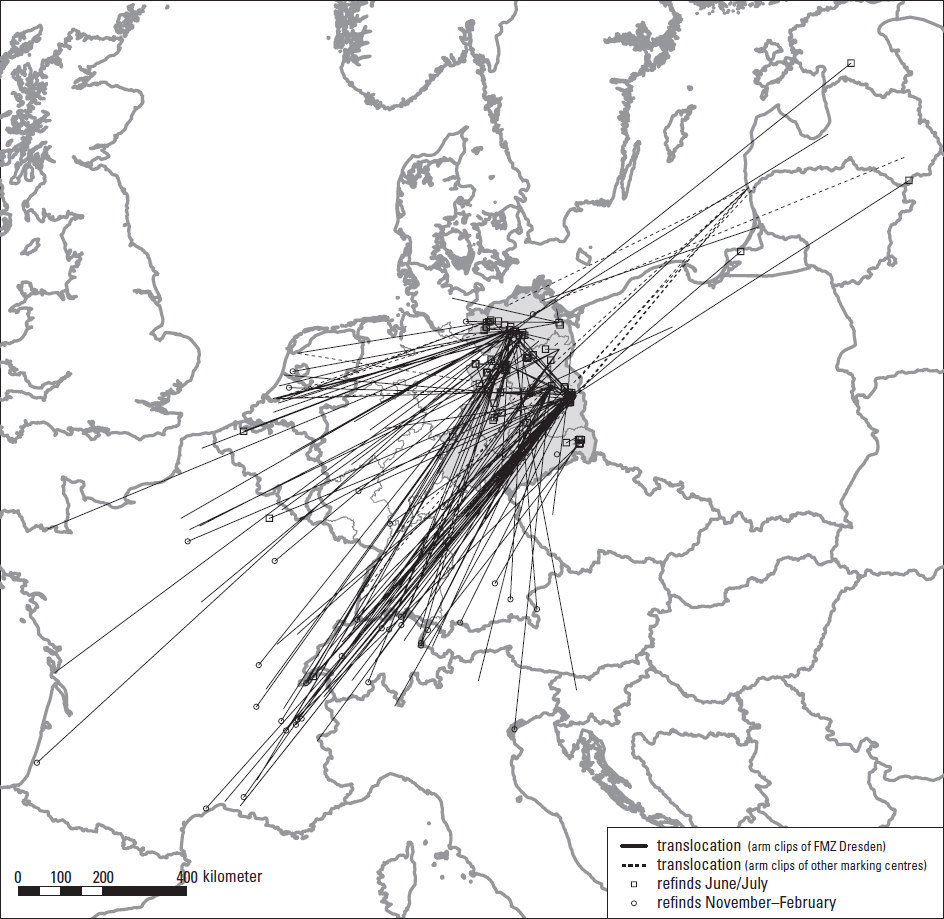 translocation (arm clips of FMZ Dresden)
translocation (arm clips of other marking centres)
refinds June/July
refinds November–February
0 100 200 400 kilometer